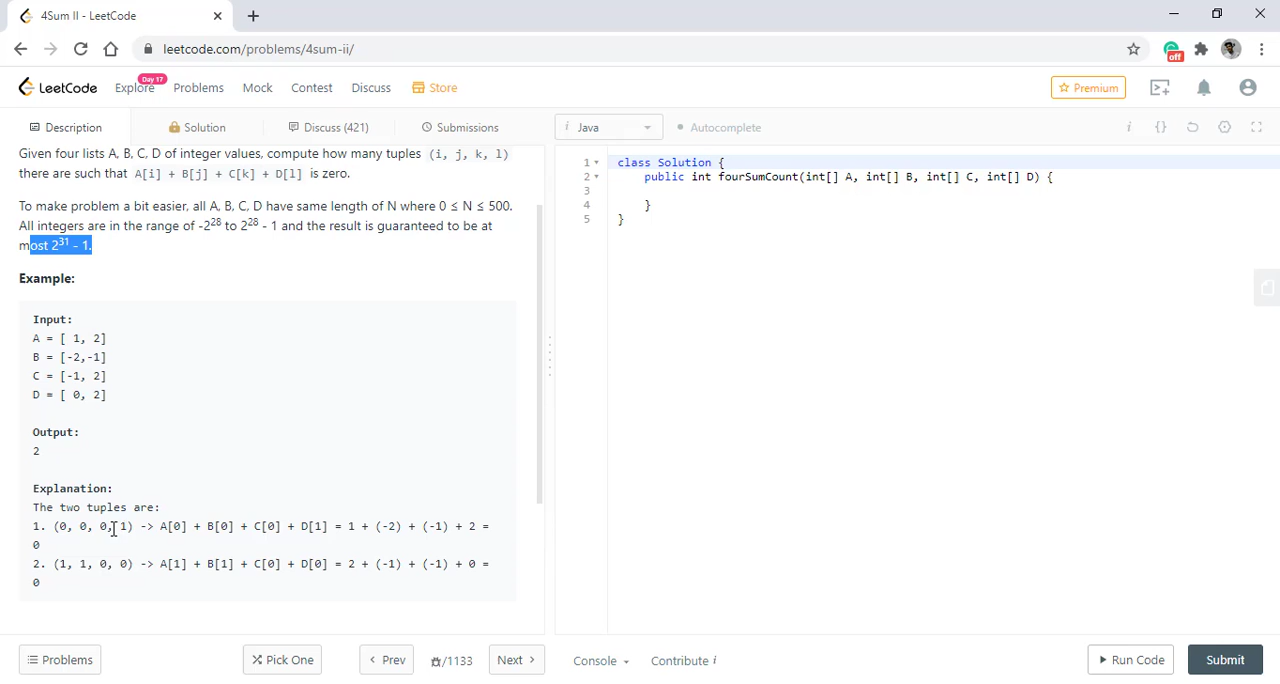 4Sum II - LeetCode
leetcode.com/problems/4sum-ii/
off
LeetCode
Explore
Day 17
Problems
Mock
Contest
Discuss
Store
Premium
Description
Solution
Discuss (421)
Submissions
i Java
Autocomplete
i {}
Given four lists A, B, C, D of integer values, compute how many tuples (i, j, k, l)
there are such that A[i] + B[j] + C[k] + D[l] is zero.
To make problem a bit easier, all A, B, C, D have same length of N where 0 ≤ N ≤ 500.
All integers are in the range of -2²⁸ to 2²⁸ - 1 and the result is guaranteed to be at
most 2³¹ - 1.
Example:
Input:
A = [ 1, 2]
B = [-2,-1]
C = [-1, 2]
D = [ 0, 2]
Output:
2
Explanation:
The two tuples are:
1. (0, 0, 0, 1) -> A[0] + B[0] + C[0] + D[1] = 1 + (-2) + (-1) + 2 =
0
2. (1, 1, 0, 0) -> A[1] + B[1] + C[0] + D[0] = 2 + (-1) + (-1) + 0 =
0
1 class Solution {
2 public int fourSumCount(int[] A, int[] B, int[] C, int[] D) {
3
4 }
5 }
Problems
Pick One
Prev
/1133
Next
Console
Contribute i
Run Code
Submit